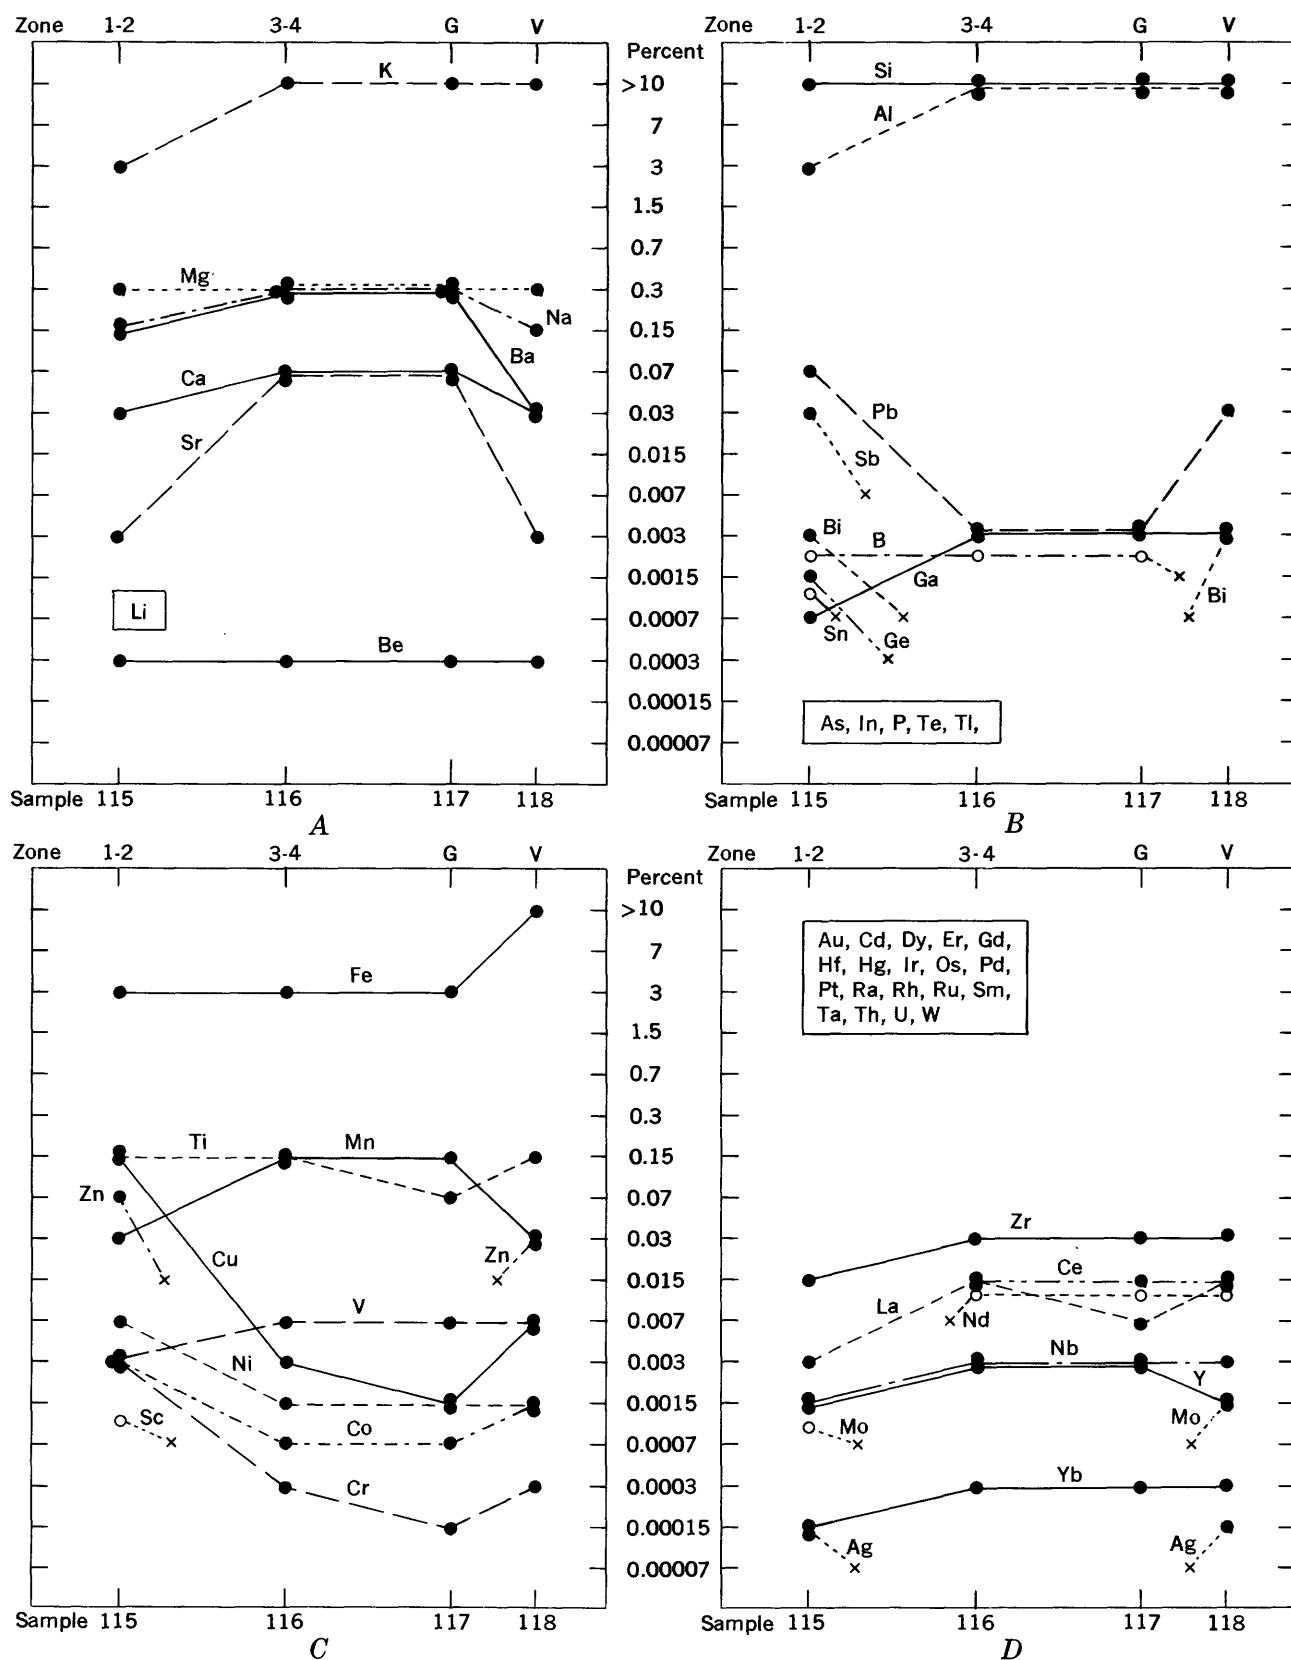 Zone 1-2 3-4 G V
Percent
>10
7
3
1.5
0.7
0.3
0.15
0.07
0.03
0.015
0.007
0.003
0.0015
0.0007
0.0003
0.00015
0.00007
K
Mg
Na
Ba
Ca
Sr
Li
Be
Sample 115 116 117 118
A
Zone 1-2 3-4 G V
Si
Al
Pb
Sb
Bi
B
Ga
Bi
Sn
Ge
As, In, P, Te, Tl,
Sample 115 116 117 118
B
Zone 1-2 3-4 G V
Percent
>10
7
3
1.5
0.7
0.3
0.15
0.07
0.03
0.015
0.007
0.003
0.0015
0.0007
0.0003
0.00015
0.00007
Fe
Ti
Mn
Zn
Cu
Zn
V
Ni
Sc
Co
Cr
Sample 115 116 117 118
C
Zone 1-2 3-4 G V
Au, Cd, Dy, Er, Gd,
Hf, Hg, Ir, Os, Pd,
Pt, Ra, Rh, Ru, Sm,
Ta, Th, U, W
Zr
Ce
La
Nd
Nb
Y
Mo
Mo
Yb
Ag
Ag
Sample 115 116 117 118
D